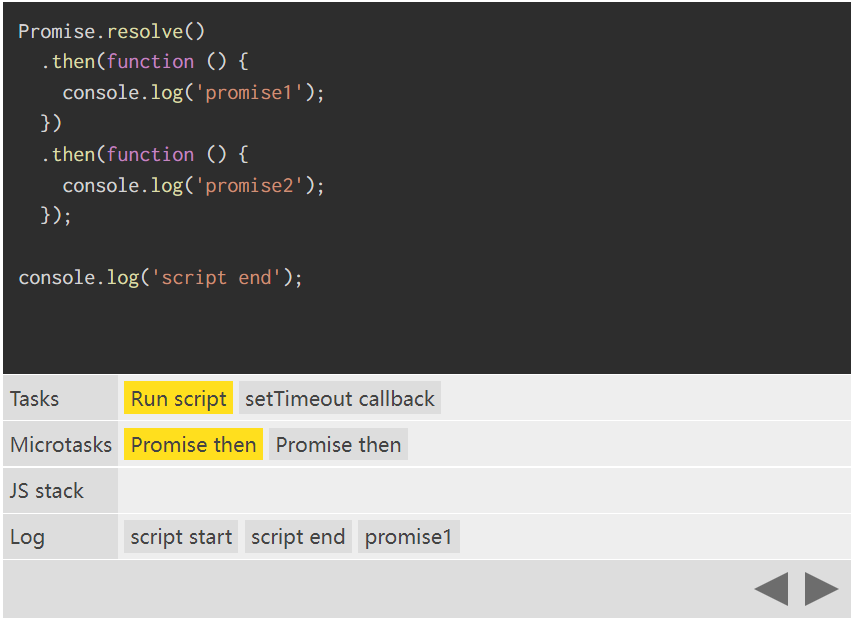 Promise.resolve()
  .then(function () {
    console.log('promise1');
  })
  .then(function () {
    console.log('promise2');
  });
console.log('script end');
Tasks Run script setTimeout callback
Microtasks Promise then Promise then
JS stack
Log script start script end promise1